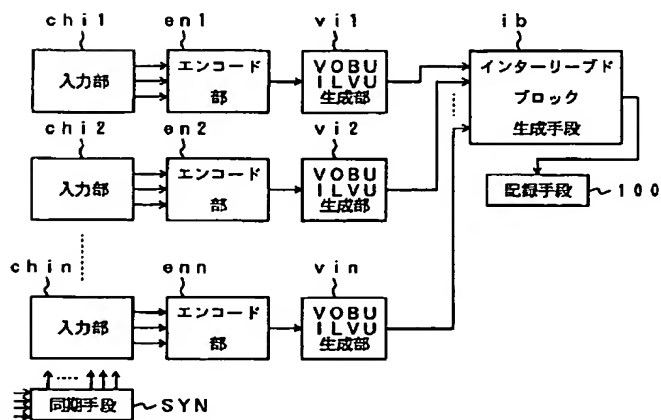 chi1 en1 vi1 ib
入力部
エンコード
部
VOBU
ILVU
生成部
インターリーブド
ブロック
生成手段
chi2 en2 vi2
入力部
エンコード
部
VOBU
ILVU
生成部
記録手段 100
chin enn vin
入力部
エンコード
部
VOBU
ILVU
生成部
同期手段 SYN